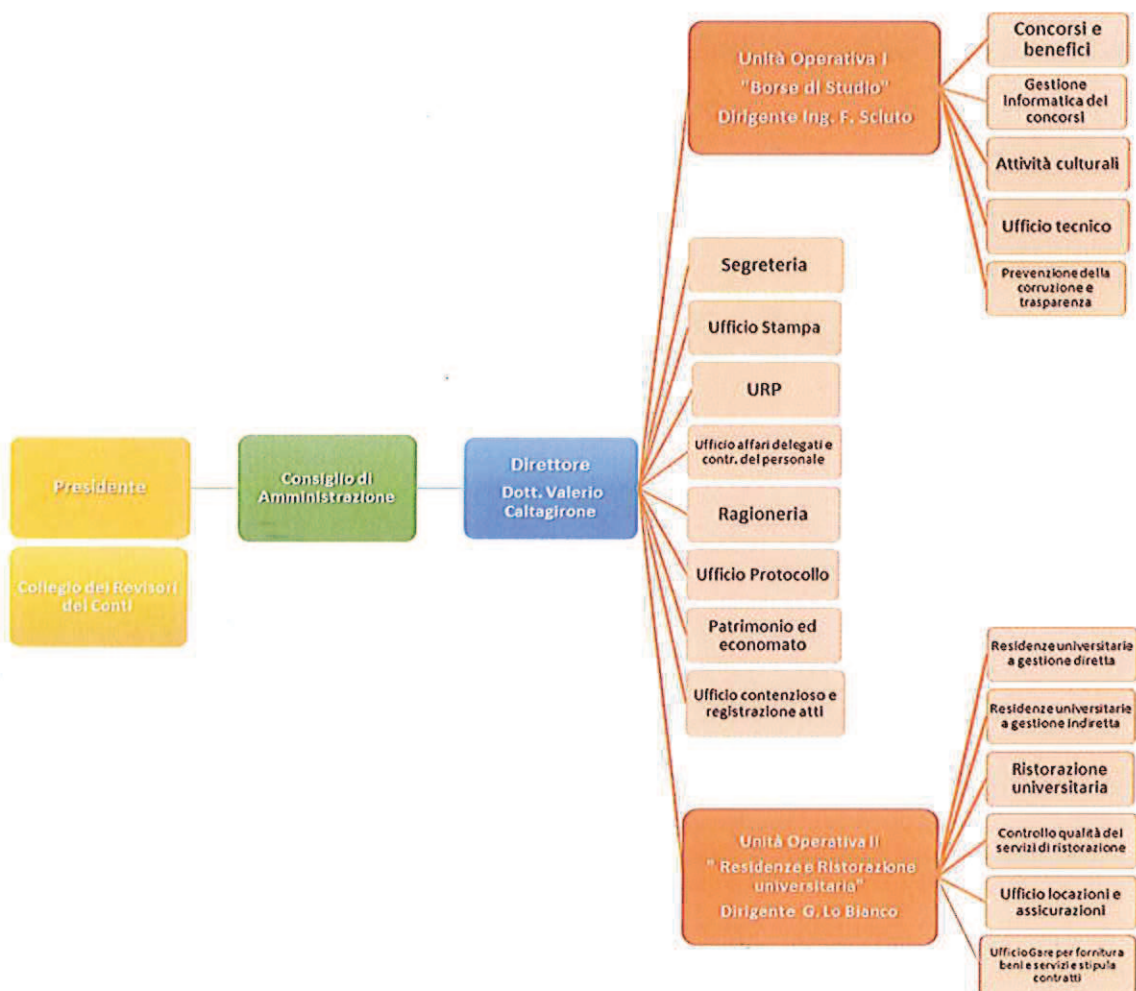 Presidente
Collegio dei Revisori
dei Conti
Consiglio di
Amministrazione
Direttore
Dott. Valerio
Caltagirone
Unità Operativa I
"Borse di Studio"
Dirigente Ing. F. Sciuto
Concorsi e
benefici
Gestione
Informatica dei
concorsi
Attività culturali
Ufficio tecnico
Prevenzione della
corruzione e
trasparenza
Segreteria
Ufficio Stampa
URP
Ufficio affari delegati e
contr. del personale
Ragioneria
Ufficio Protocollo
Patrimonio ed
economato
Ufficio contenzioso e
registrazione atti
Unità Operativa II
" Residenze e Ristorazione
universitaria"
Dirigente G. Lo Bianco
Residenze universitarie
a gestione diretta
Residenze universitarie
a gestione indiretta
Ristorazione
universitaria
Controllo qualità dei
servizi di ristorazione
Ufficio locazioni e
assicurazioni
Ufficio Gare per fornitura
beni e servizi e stipula
contratti